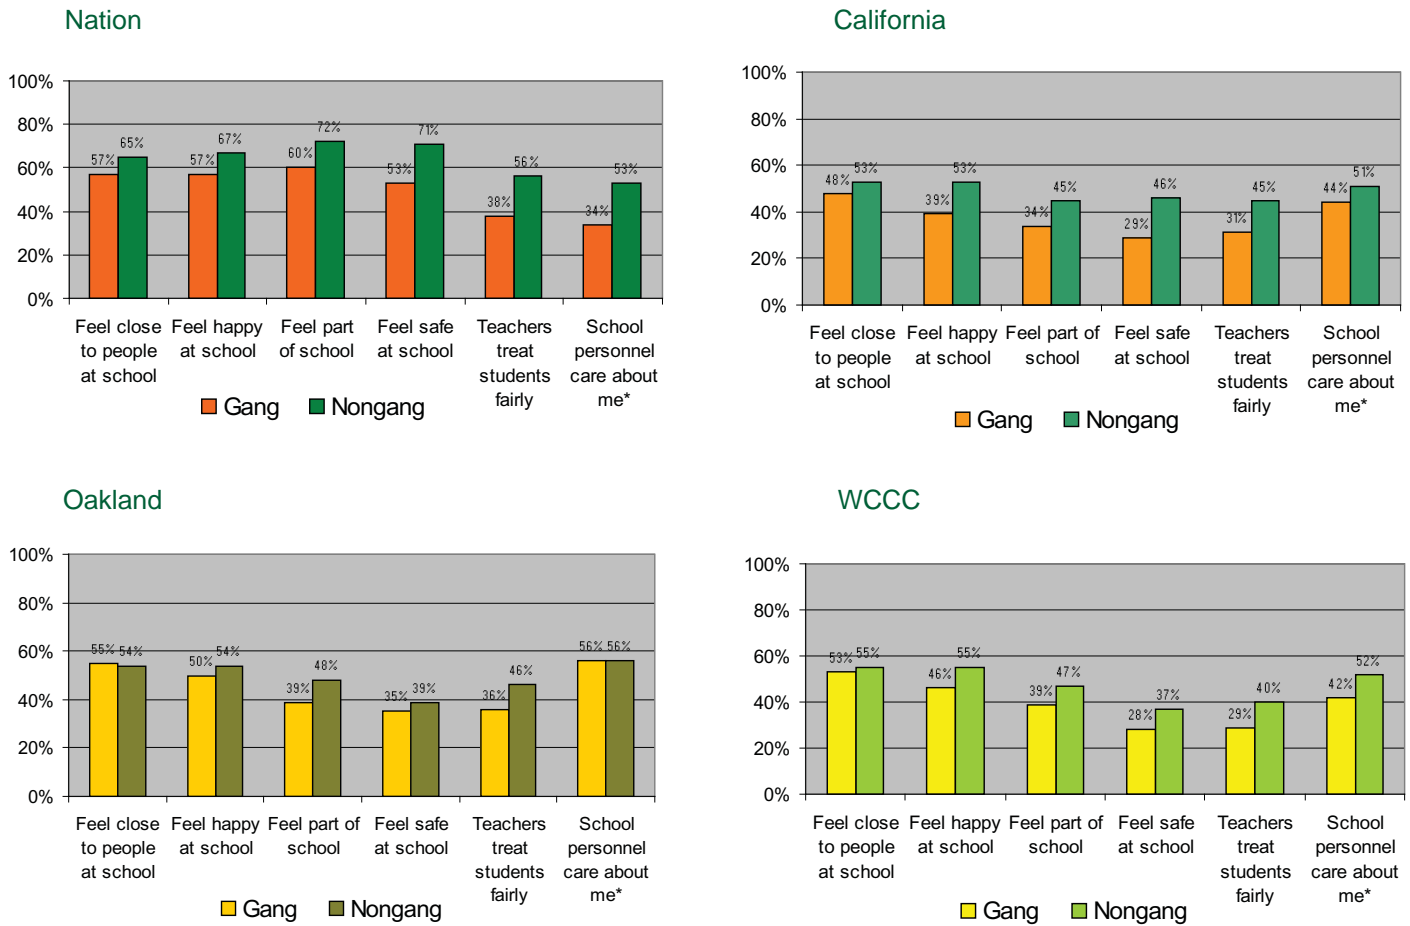 Nation
100%
80%
60%
40%
20%
0%
57% 65% 57% 67% 60% 72% 53% 71% 38% 56% 34% 53%
Feel close to people at school
Feel happy at school
Feel part of school
Feel safe at school
Teachers treat students fairly
School personnel care about me*
Gang Nongang
California
100%
80%
60%
40%
20%
0%
48% 53% 39% 53% 34% 45% 29% 46% 31% 45% 44% 51%
Feel close to people at school
Feel happy at school
Feel part of school
Feel safe at school
Teachers treat students fairly
School personnel care about me*
Gang Nongang
Oakland
100%
80%
60%
40%
20%
0%
55% 54% 50% 54% 39% 48% 35% 39% 36% 46% 56% 56%
Feel close to people at school
Feel happy at school
Feel part of school
Feel safe at school
Teachers treat students fairly
School personnel care about me*
Gang Nongang
WCCC
100%
80%
60%
40%
20%
0%
53% 55% 46% 55% 39% 47% 28% 37% 29% 40% 42% 52%
Feel close to people at school
Feel happy at school
Feel part of school
Feel safe at school
Teachers treat students fairly
School personnel care about me*
Gang Nongang